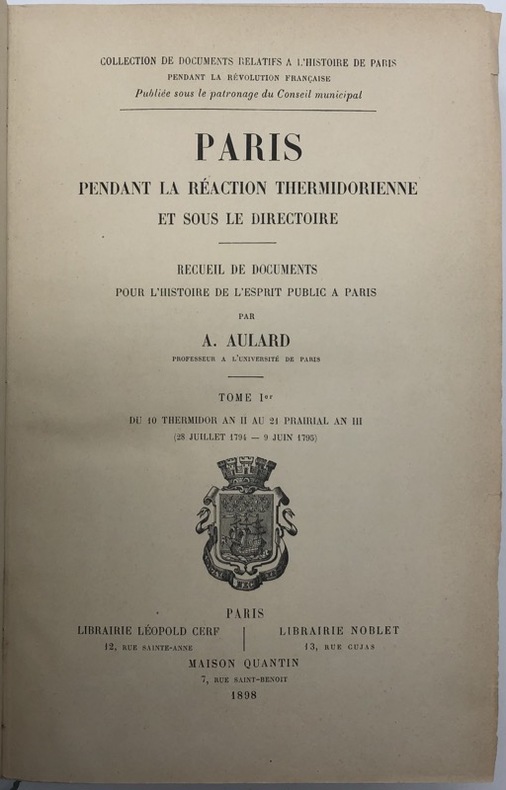 COLLECTION DE DOCUMENTS RELATIFS A L'HISTOIRE DE PARIS
PENDANT LA RÉVOLUTION FRANÇAISE
Publiée sous le patronage du Conseil municipal
PARIS
PENDANT LA RÉACTION THERMIDORIENNE
ET SOUS LE DIRECTOIRE
RECUEIL DE DOCUMENTS
POUR L'HISTOIRE DE L'ESPRIT PUBLIC A PARIS
PAR
A. AULARD
PROFESSEUR A L'UNIVERSITÉ DE PARIS
TOME Ier
DU 10 THERMIDOR AN II AU 21 PRAIRIAL AN III
(28 JUILLET 1794 — 9 JUIN 1795)
NEC
PARIS
LIBRAIRIE LÉOPOLD CERF
12, RUE SAINTE-ANNE
LIBRAIRIE NOBLET
13, RUE CUJAS
MAISON QUANTIN
7, RUE SAINT-BENOIT
1898